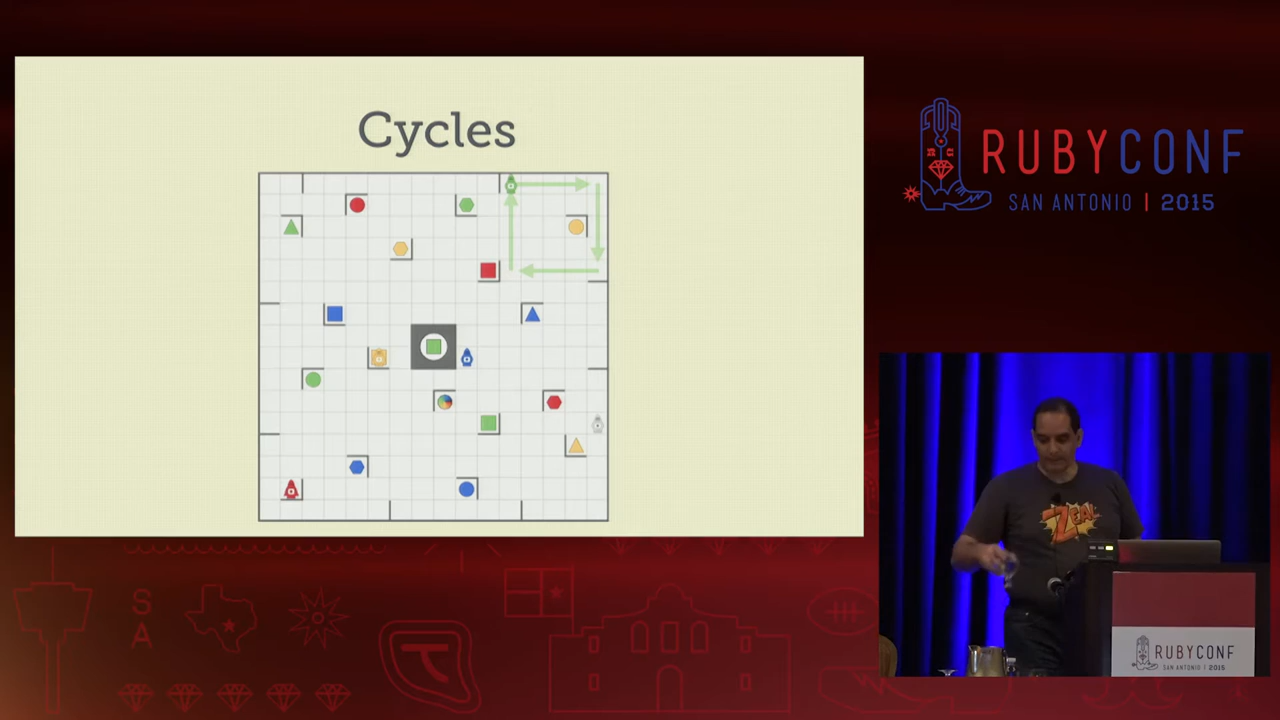 Cycles
RUBYCONF
SAN ANTONIO | 2015
ZEAL
S
A
RUBYCONF
SAN ANTONIO | 2015